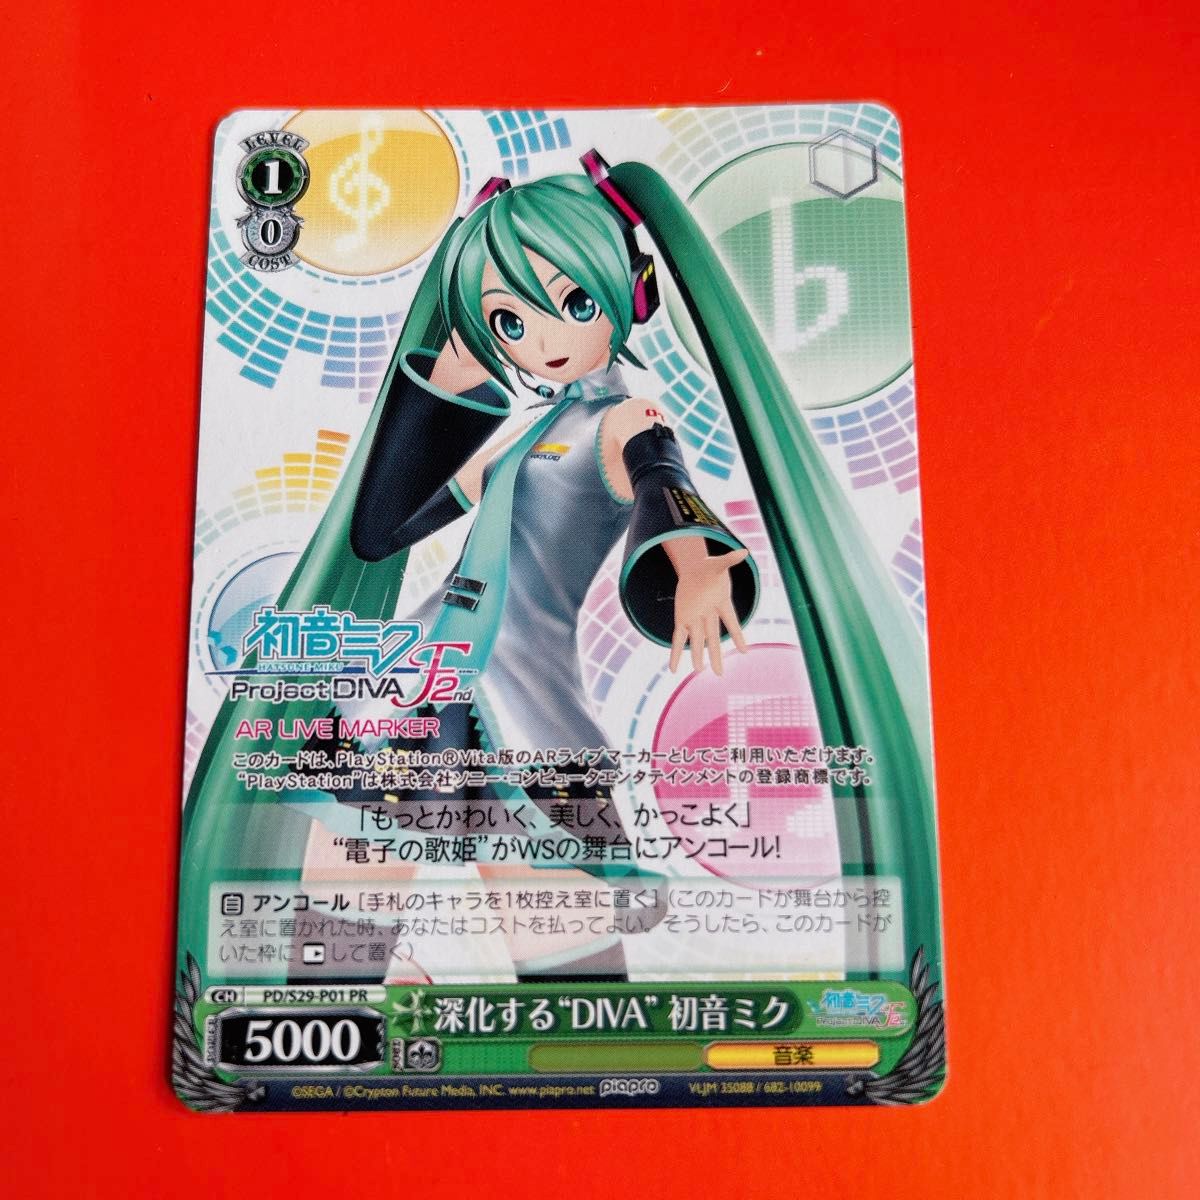 LEVEL
1
0
COST
01
初音ミク
HATSUNE MIKU
Project DIVA F 2nd
AR LIVE MARKER
このカードは、PlayStation®Vita版のARライブマーカーとしてご利用いただけます。
“PlayStation”は株式会社ソニー・コンピュータエンタテインメントの登録商標です。
「もっとかわいく、美しく、かっこよく」
“電子の歌姫”がWSの舞台にアンコール!
アンコール [手札のキャラを1枚控え室に置く] (このカードが舞台から控
え室に置かれた時、あなたはコストを払ってよい。そうしたら、このカードが
いた枠に して置く)
CH PD/S29-P01 PR
POWER 5000 SOUL
深化する“DIVA” 初音ミク
初音ミク Project DIVA F 2nd
音楽
©SEGA / ©Crypton Future Media, INC. www.piapro.net piapro VLJM 35088 / 682-10099